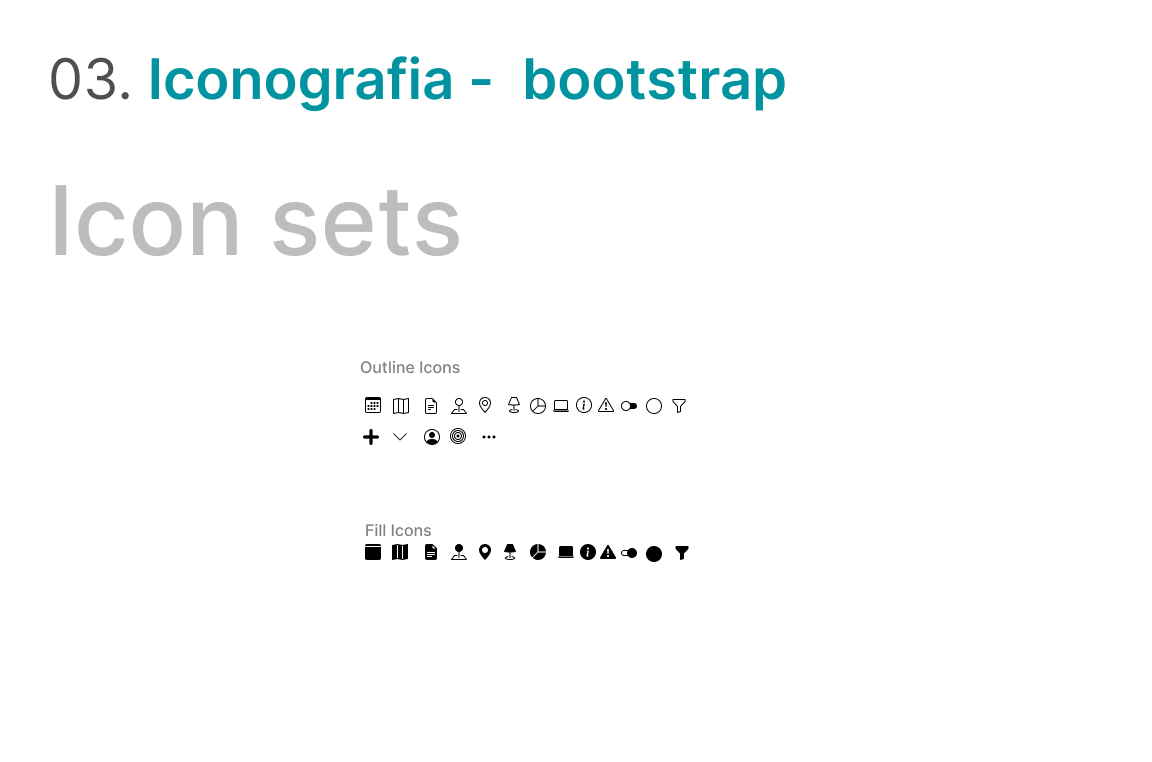 03. Iconografia - bootstrap
Icon sets
Outline Icons
Fill Icons